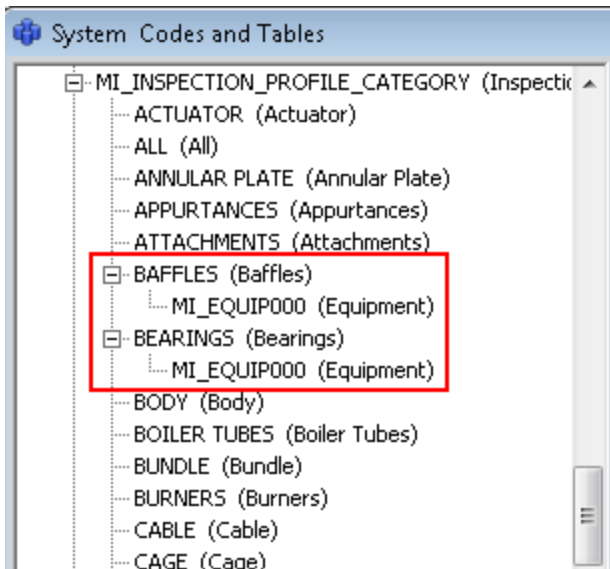 System Codes and Tables
MI_INSPECTION_PROFILE_CATEGORY (Inspectic
ACTUATOR (Actuator)
ALL (All)
ANNULAR PLATE (Annular Plate)
APPURTANCES (Appurtances)
ATTACHMENTS (Attachments)
BAFFLES (Baffles)
MI_EQUIP000 (Equipment)
BEARINGS (Bearings)
MI_EQUIP000 (Equipment)
BODY (Body)
BOILER TUBES (Boiler Tubes)
BUNDLE (Bundle)
BURNERS (Burners)
CABLE (Cable)
CAGE (Cage)